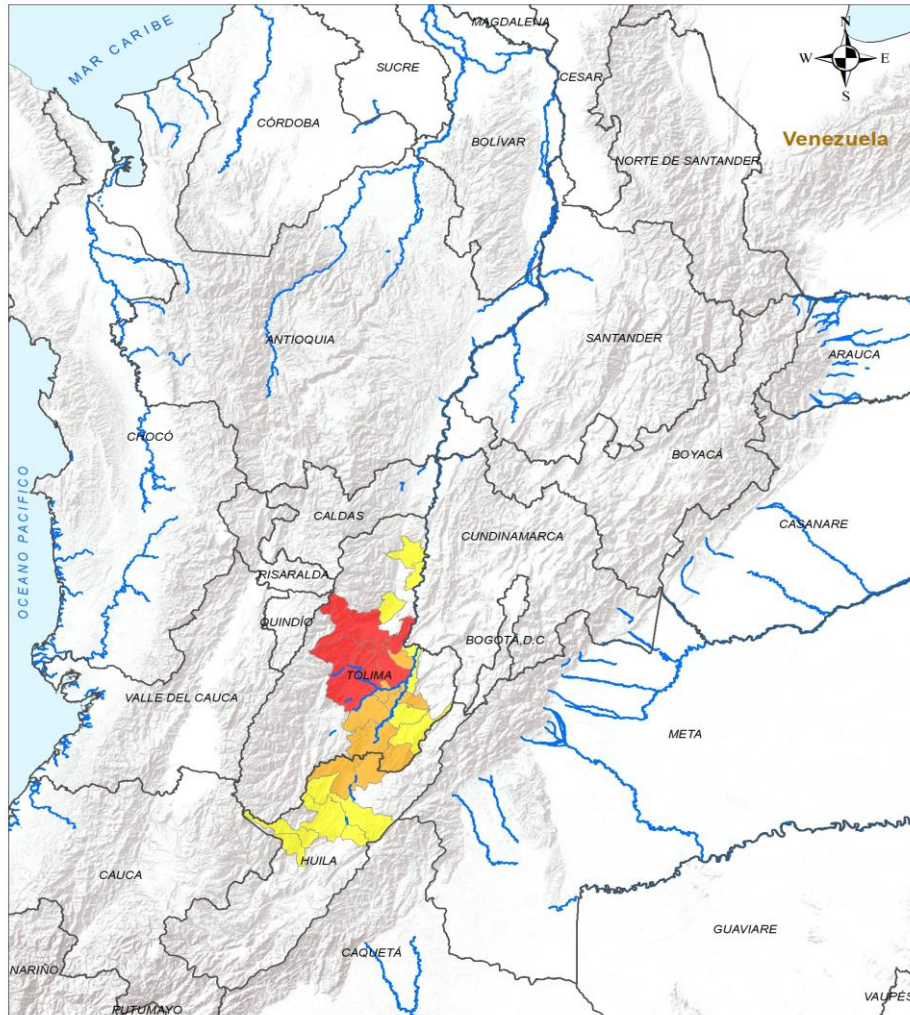 MAGDALENA
MAR CARIBE
N
W
E
S
SUCRE
CESAR
CÓRDOBA
BOLÍVAR
Venezuela
NORTE DE SANTANDER
ANTIOQUIA
SANTANDER
ARAUCA
CHOCÓ
BOYACÁ
OCEANO PACIFICO
CALDAS
CUNDINAMARCA
CASANARE
RISARALDA
QUINDÍO
BOGOTÁ,D.C
TOLIMA
VALLE DEL CAUCA
META
HUILA
CAUCA
GUAVIARE
CAQUETÁ
NARIÑO
PUTUMAYO
VAUPÉS